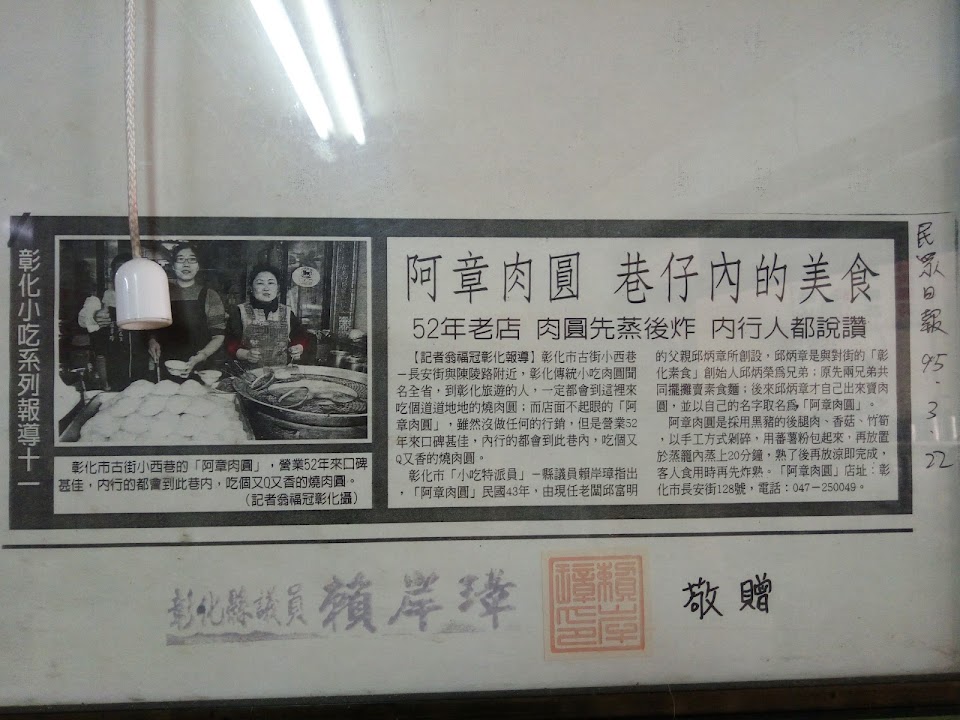 彰化小吃系列報導十一
阿章肉圓 巷仔內的美食
52年老店 肉圓先蒸後炸 內行人都說讚
【記者翁福冠彰化報導】彰化市古街小西巷
－長安街與陳陵路附近，彰化傳統小吃肉圓聞
名全省，到彰化旅遊的人，一定都會到這裡來
吃個道道地地的燒肉圓；而店面不起眼的「阿
章肉圓」，雖然沒做任何的行銷，但是營業52
年來口碑甚佳，內行的都會到此巷內，吃個又
Q又香的燒肉圓。
彰化市「小吃特派員」－縣議員賴岸璋指出
，「阿章肉圓」民國43年，由現任老闆邱富明
的父親邱炳章所創設，邱炳章是與對街的「彰
化素食」創始人邱炳榮爲兄弟；原先兩兄弟共
同擺攤賣素食麵；後來邱炳章才自己出來賣肉
圓，並以自己的名字取名爲「阿章肉圓」。
阿章肉圓是採用黑豬的後腿肉、香菇、竹筍
，以手工方式剁碎，用蕃薯粉包起來，再放置
於蒸籠內蒸上20分鐘，熟了後再放涼即完成，
客人食用時再先炸熟。「阿章肉圓」店址：彰
化市長安街128號，電話：047－250049。
彰化市古街小西巷的「阿章肉圓」，營業52年來口碑
甚佳，內行的都會到此巷內，吃個又Q又香的燒肉圓。
（記者翁福冠彰化攝）
民眾日報 95.3.22
彰化縣議員 賴岸璋
賴岸璋印
敬贈